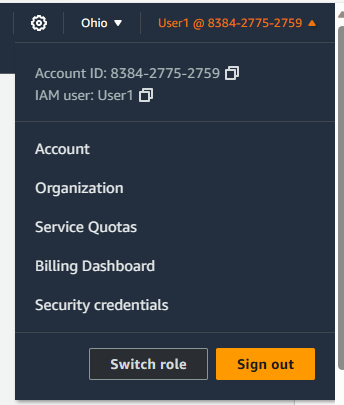 Ohio User1 @ 8384-2775-2759
Account ID: 8384-2775-2759
IAM user: User1
Account
Organization
Service Quotas
Billing Dashboard
Security credentials
Switch role Sign out